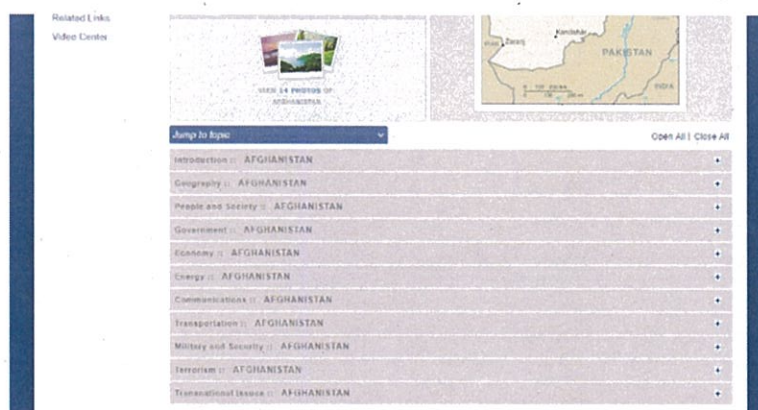 Related Links
Video Center
VIEW 14 PHOTOS OF
AFGHANISTAN
Zaranj
Kandahār
PAKISTAN
INDIA
Jump to topic
Open All | Close All
Introduction :: AFGHANISTAN +
Geography :: AFGHANISTAN +
People and Society :: AFGHANISTAN +
Government :: AFGHANISTAN +
Economy :: AFGHANISTAN +
Energy :: AFGHANISTAN +
Communications :: AFGHANISTAN +
Transportation :: AFGHANISTAN +
Military and Security :: AFGHANISTAN +
Terrorism :: AFGHANISTAN +
Transnational Issues :: AFGHANISTAN +